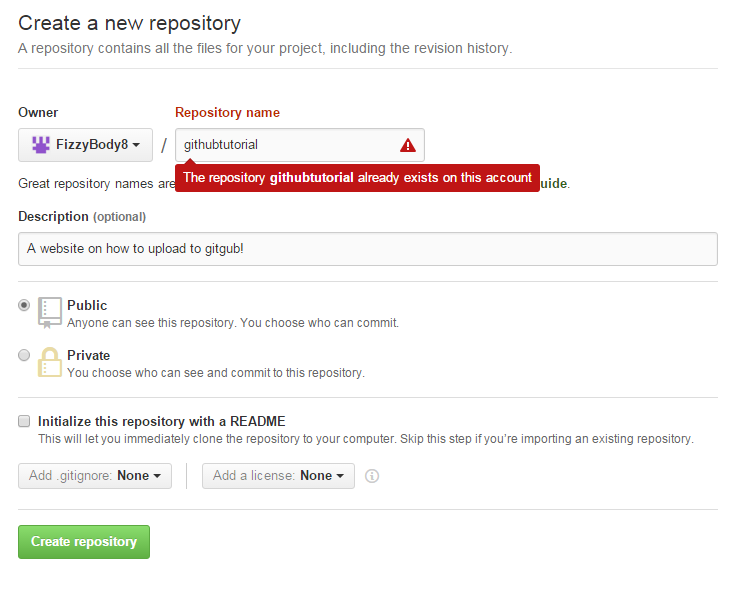 Create a new repository
A repository contains all the files for your project, including the revision history.
Owner
Repository name
FizzyBody8 / githubtutorial
The repository githubtutorial already exists on this account
Great repository names are uide.
Description (optional)
A website on how to upload to gitgub!
Public
Anyone can see this repository. You choose who can commit.
Private
You choose who can see and commit to this repository.
Initialize this repository with a README
This will let you immediately clone the repository to your computer. Skip this step if you’re importing an existing repository.
Add .gitignore: None
Add a license: None
Create repository